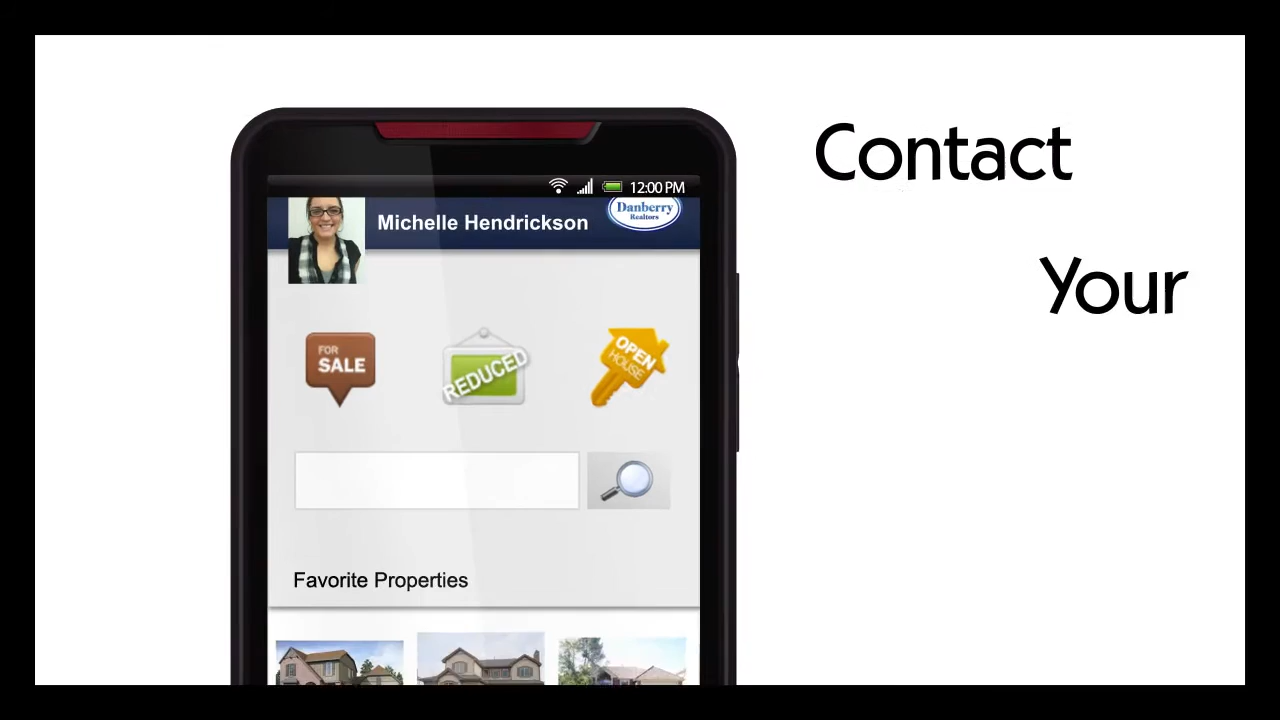 Contact
Your
12:00 PM
Michelle Hendrickson
Danberry
Realtors
FOR
SALE
REDUCED
OPEN
HOUSE
Favorite Properties